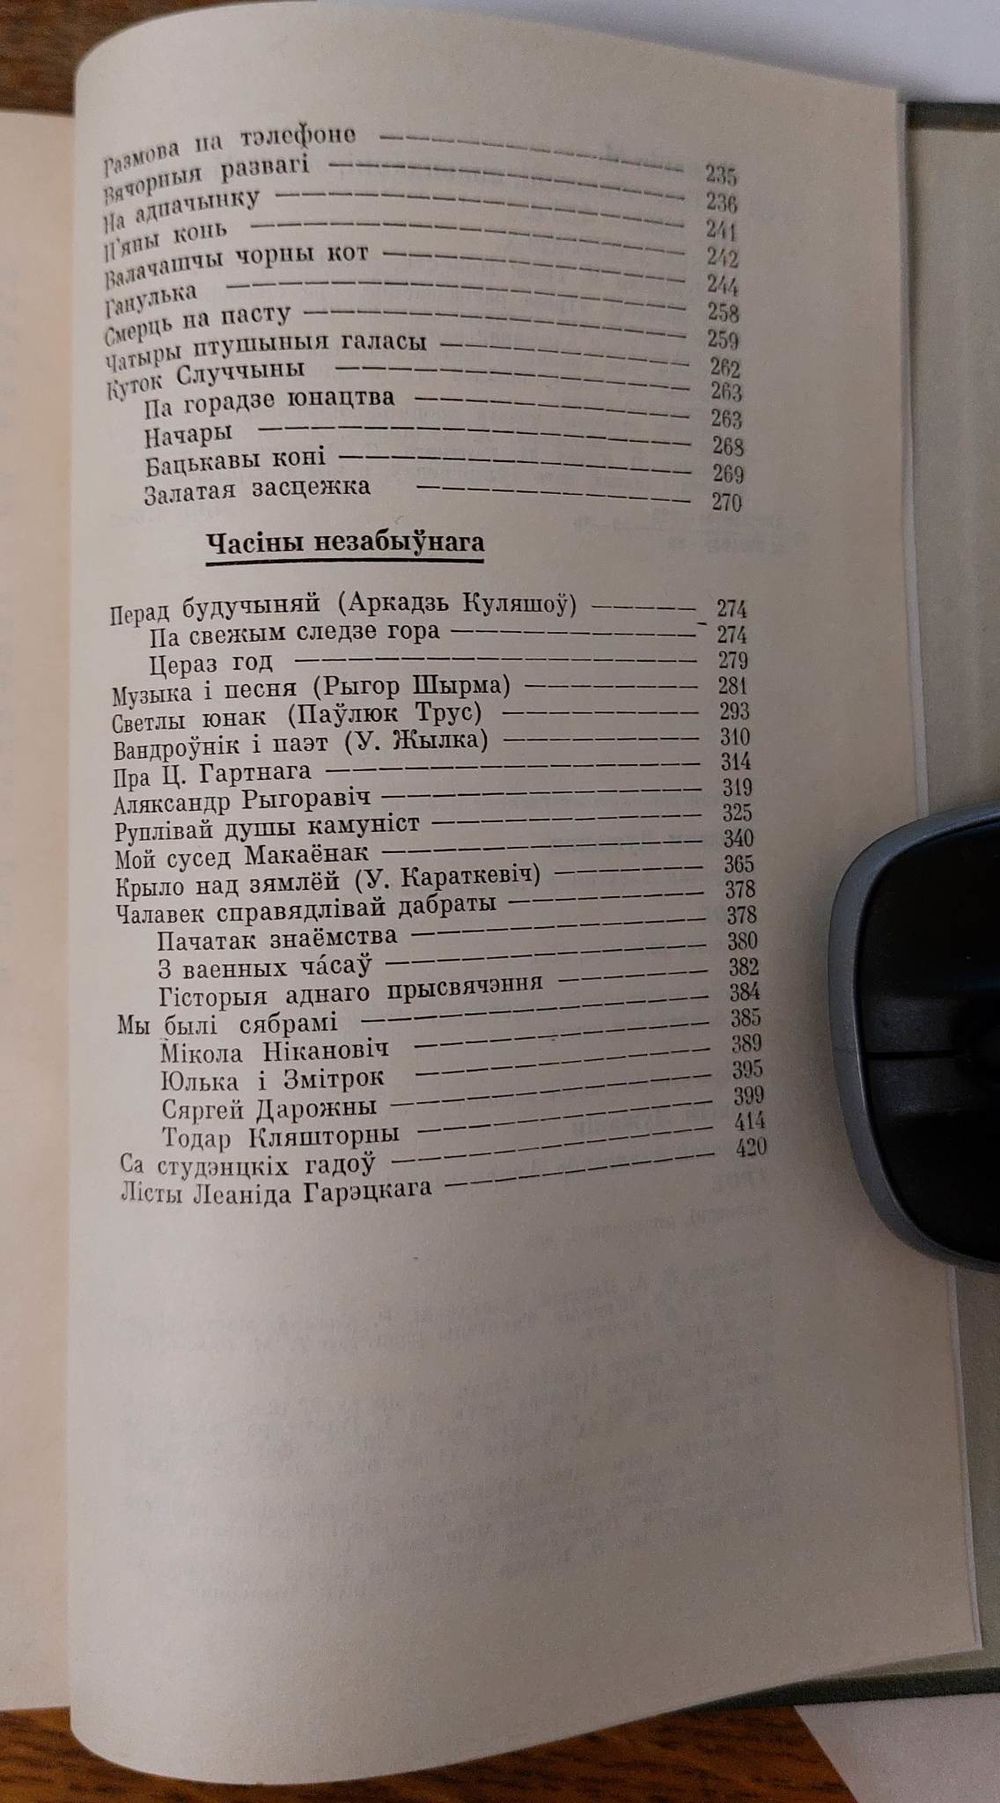 Размова па тэлефоне — 235
Вячорныя развагі — 236
На адпачынку — 241
П'яны конь — 242
Валачашчы чорны кот — 244
Ганулька — 258
Смерць на пасту — 259
Чатыры птушыныя галасы — 262
Куток Случчыны — 263
Па горадзе юнацтва — 263
Начары — 268
Бацькавы коні — 269
Залатая засцежка — 270
Часіны незабыўнага
Перад будучыняй (Аркадзь Куляшоў) — 274
Па свежым следзе гора — 274
Цераз год — 279
Музыка і песня (Рыгор Шырма) — 281
Светлы юнак (Паўлюк Трус) — 293
Вандроўнік і паэт (У. Жылка) — 310
Пра Ц. Гартнага — 314
Аляксандр Рыгоравіч — 319
Руплівай душы камуніст — 325
Мой сусед Макаёнак — 340
Крыло над зямлёй (У. Караткевіч) — 365
Чалавек справядлівай дабраты — 378
Пачатак знаёмства — 378
З ваенных ча́саў — 380
Гісторыя аднаго прысвячэння — 382
Мы былі сябрамі — 384
Мікола Нікановіч — 385
Юлька і Змітрок — 389
Сяргей Дарожны — 395
Тодар Кляшторны — 399
Са студэнцкіх гадоў — 414
Лісты Леаніда Гарэцкага — 420